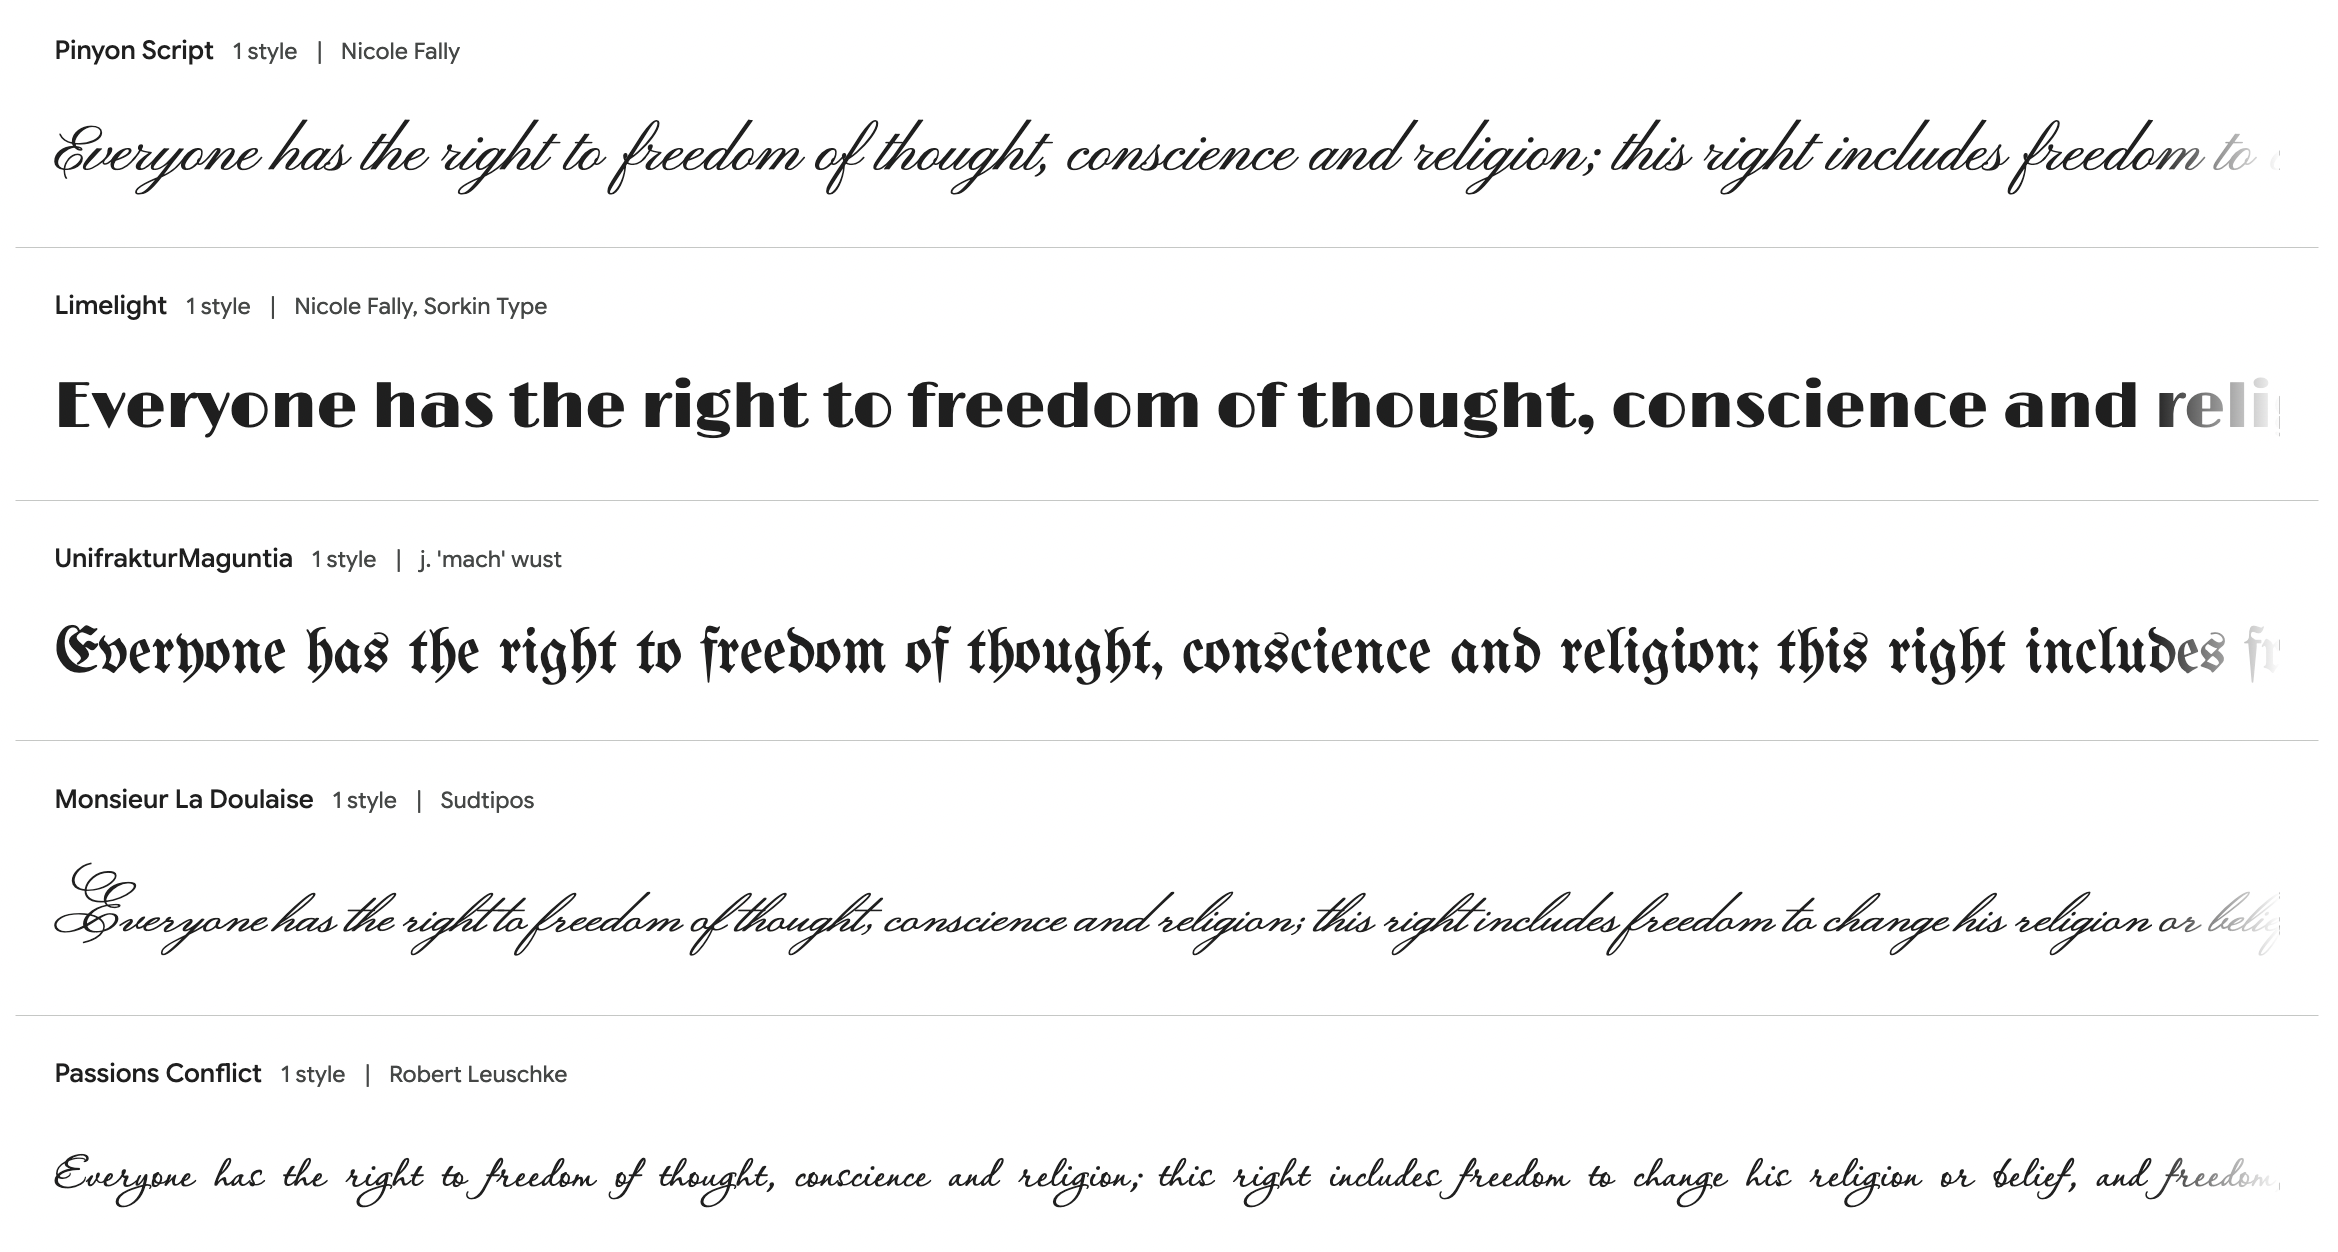 Pinyon Script 1 style | Nicole Fally
Everyone has the right to freedom of thought, conscience and religion; this right includes freedom to
Limelight 1 style | Nicole Fally, Sorkin Type
Everyone has the right to freedom of thought, conscience and reli
UnifrakturMaguntia 1 style | j. 'mach' wust
Everyone has the right to freedom of thought, conscience and religion; this right includes fr
Monsieur La Doulaise 1 style | Sudtipos
Everyone has the right to freedom of thought, conscience and religion; this right includes freedom to change his religion or beli
Passions Conflict 1 style | Robert Leuschke
Everyone has the right to freedom of thought, conscience and religion; this right includes freedom to change his religion or belief, and freedom